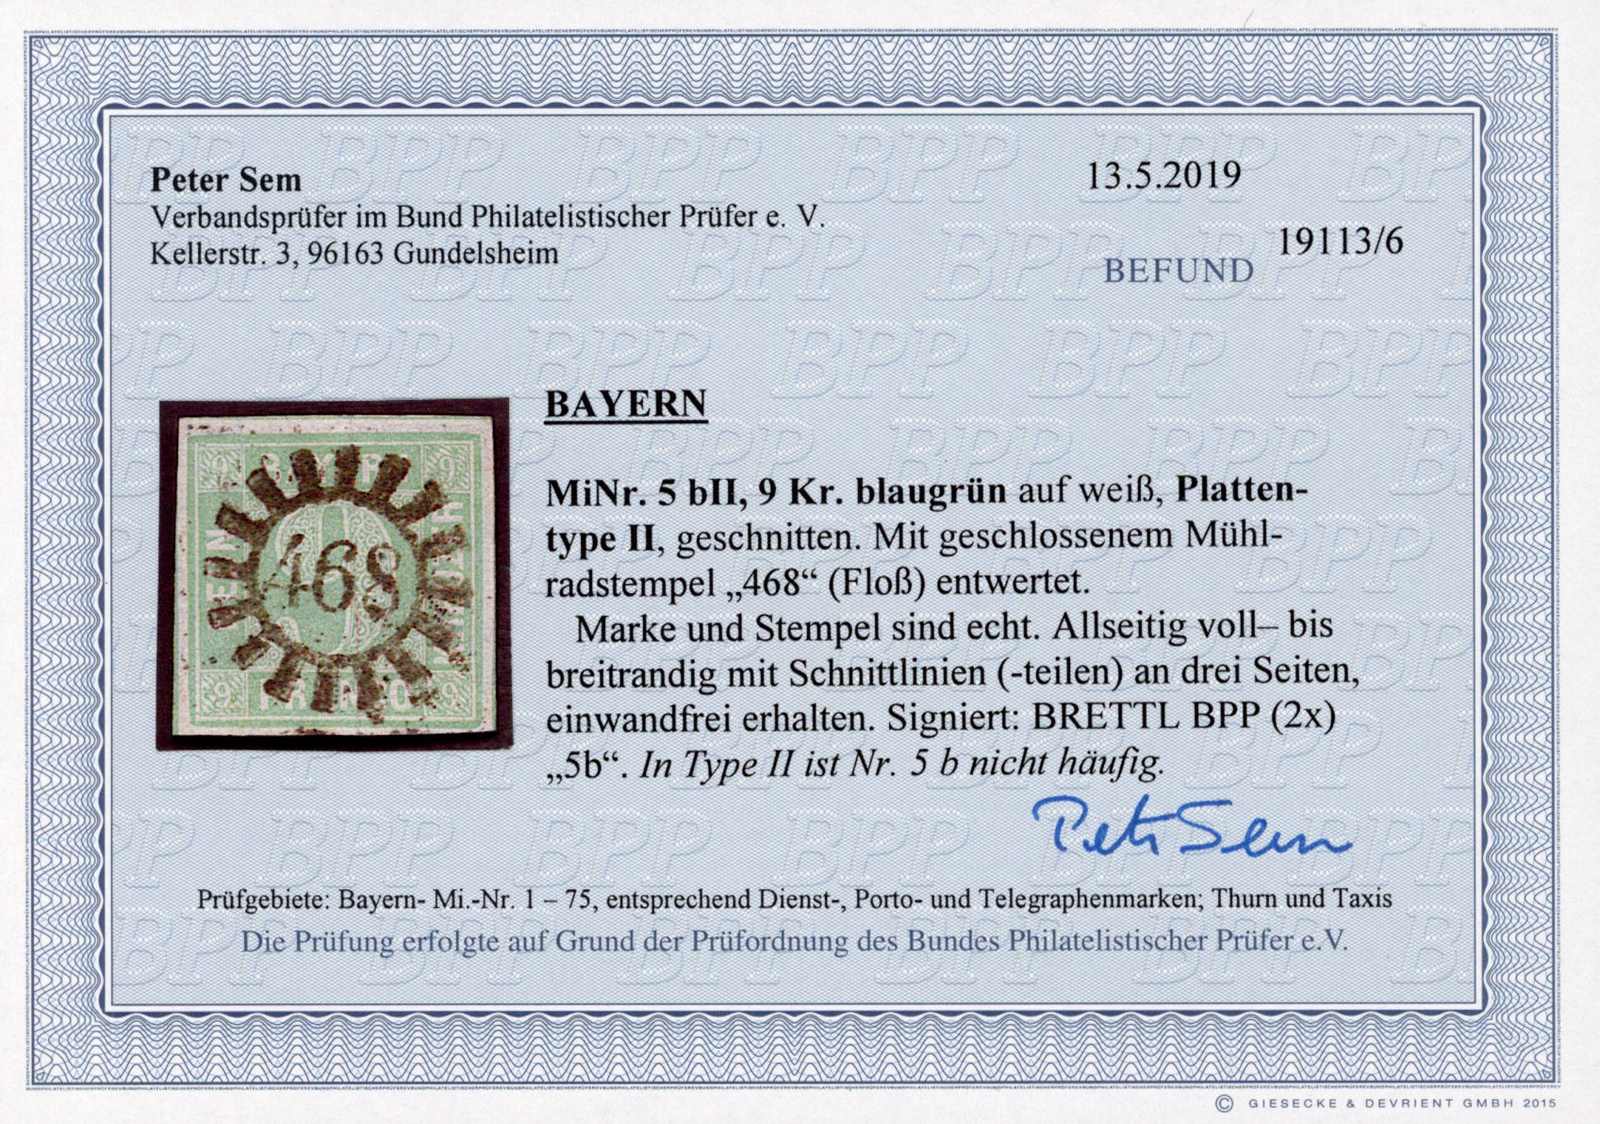 Peter Sem
Verbandsprüfer im Bund Philatelistischer Prüfer e. V.
Kellerstr. 3, 96163 Gundelsheim
13.5.2019
19113/6
BEFUND
BAYERN
MiNr. 5 bII, 9 Kr. blaugrün auf weiß, Platten-
type II, geschnitten. Mit geschlossenem Mühl-
radstempel „468“ (Floß) entwertet.
Marke und Stempel sind echt. Allseitig voll– bis
breitrandig mit Schnittlinien (-teilen) an drei Seiten,
einwandfrei erhalten. Signiert: BRETTL BPP (2x)
„5b“. In Type II ist Nr. 5 b nicht häufig.
468
Peter Sem
Prüfgebiete: Bayern- Mi.-Nr. 1 – 75, entsprechend Dienst-, Porto- und Telegraphenmarken; Thurn und Taxis
Die Prüfung erfolgte auf Grund der Prüfordnung des Bundes Philatelistischer Prüfer e.V.
© GIESECKE & DEVRIENT GMBH 2015